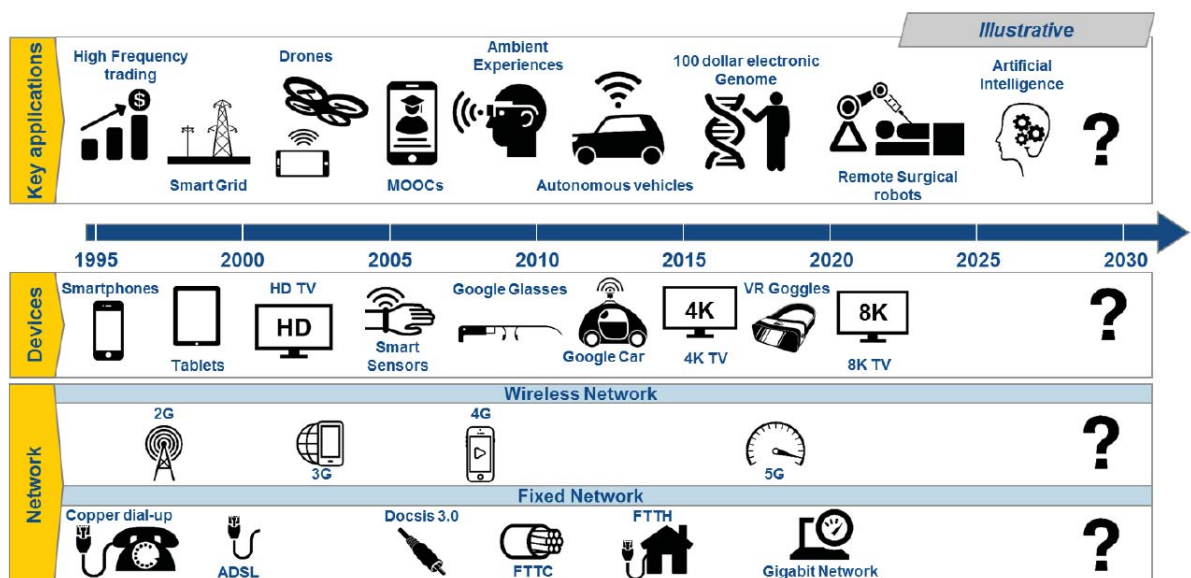 Illustrative
Key applications
High Frequency
trading
$
Smart Grid
Drones
MOOCs
Ambient
Experiences
Autonomous vehicles
100 dollar electronic
Genome
Remote Surgical
robots
Artificial
Intelligence
?
1995 2000 2005 2010 2015 2020 2025 2030
Devices
Smartphones
Tablets
HD TV
HD
Smart
Sensors
Google Glasses
Google Car
4K
4K TV
VR Goggles
8K
8K TV
?
Network
Wireless Network
2G
3G
4G
5G
?
Fixed Network
Copper dial-up
ADSL
Docsis 3.0
FTTC
FTTH
Gigabit Network
?